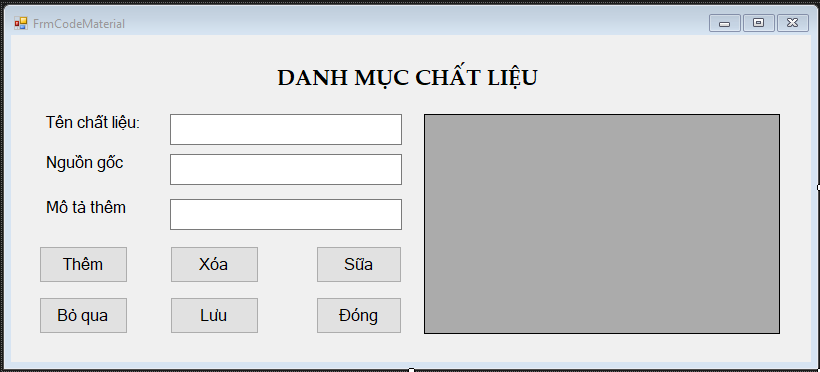 FrmCodeMaterial
DANH MỤC CHẤT LIỆU
Tên chất liệu:
Nguồn gốc
Mô tả thêm
Thêm Xóa Sữa
Bỏ qua Lưu Đóng